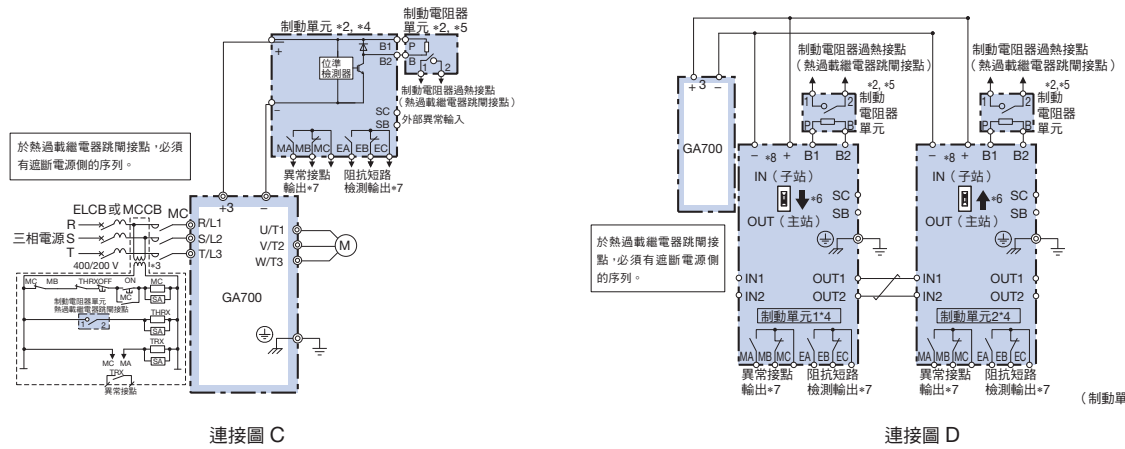 制動單元 *2, *4
制動電阻器
單元 *2, *5
+
位準
檢測器
B1
B2
P
B
1 2
制動電阻器過熱接點
(熱過載繼電器跳閘接點)
−
SC
SB
外部異常輸入
MA MB MC EA EB EC
異常接點
輸出*7
阻抗短路
檢測輸出*7
於熱過載繼電器跳閘接點,必須
有遮斷電源側的序列。
ELCB 或 MCCB
MC
三相電源
R
S
T
400/200 V
*3
R/L1
S/L2
T/L3
+3 −
U/T1
V/T2
W/T3
M
GA700
MC MB THRX OFF ON MC
MC
SA
制動電阻器單元
熱過載繼電器跳閘接點
1 2
THRX
SA
TRX
SA
MC MA
TRX
異常接點
連接圖 C
+ 3 −
GA700
於熱過載繼電器跳閘接
點,必須有遮斷電源側
的序列。
制動電阻器過熱接點
(熱過載繼電器跳閘接點)
*2,*5
1 2
P B
制動
電阻器
單元
− *8 + B1 B2
IN(子站)
*6
OUT(主站)
SC
SB
IN1
IN2
OUT1
OUT2
制動單元1*4
MA MB MC EA EB EC
異常接點
輸出*7
阻抗短路
檢測輸出*7
制動電阻器過熱接點
(熱過載繼電器跳閘接點)
*2,*5
1 2
P B
制動
電阻器
單元
− *8 + B1 B2
IN(子站)
*6
OUT(主站)
SC
SB
IN1
IN2
OUT1
OUT2
制動單元2*4
MA MB MC EA EB EC
異常接點
輸出*7
阻抗短路
檢測輸出*7
(制動單
連接圖 D